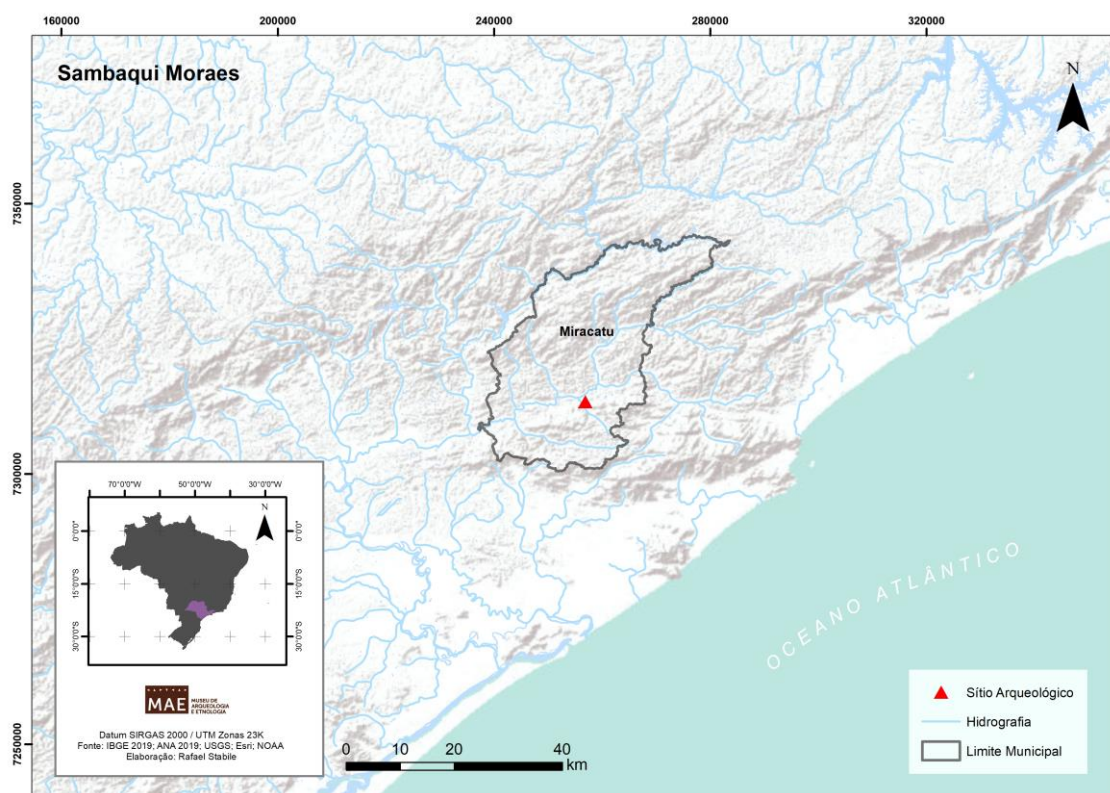 160000 200000 240000 280000 320000
Sambaqui Moraes
N
7350000
7300000
7250000
Miracatu
OCEANO ATLÂNTICO
70°0'0"W 50°0'0"W 30°0'0"W
N
0°0'0" 0°0'0"
15°0'0"S 15°0'0"S
30°0'0"S 30°0'0"S
MAE
MUSEU DE
ARQUEOLOGIA
E ETNOLOGIA
Datum SIRGAS 2000 / UTM Zonas 23K
Fonte: IBGE 2019; ANA 2019; USGS; Esri; NOAA
Elaboração: Rafael Stabile
0 10 20 40
km
Sítio Arqueológico
Hidrografia
Limite Municipal